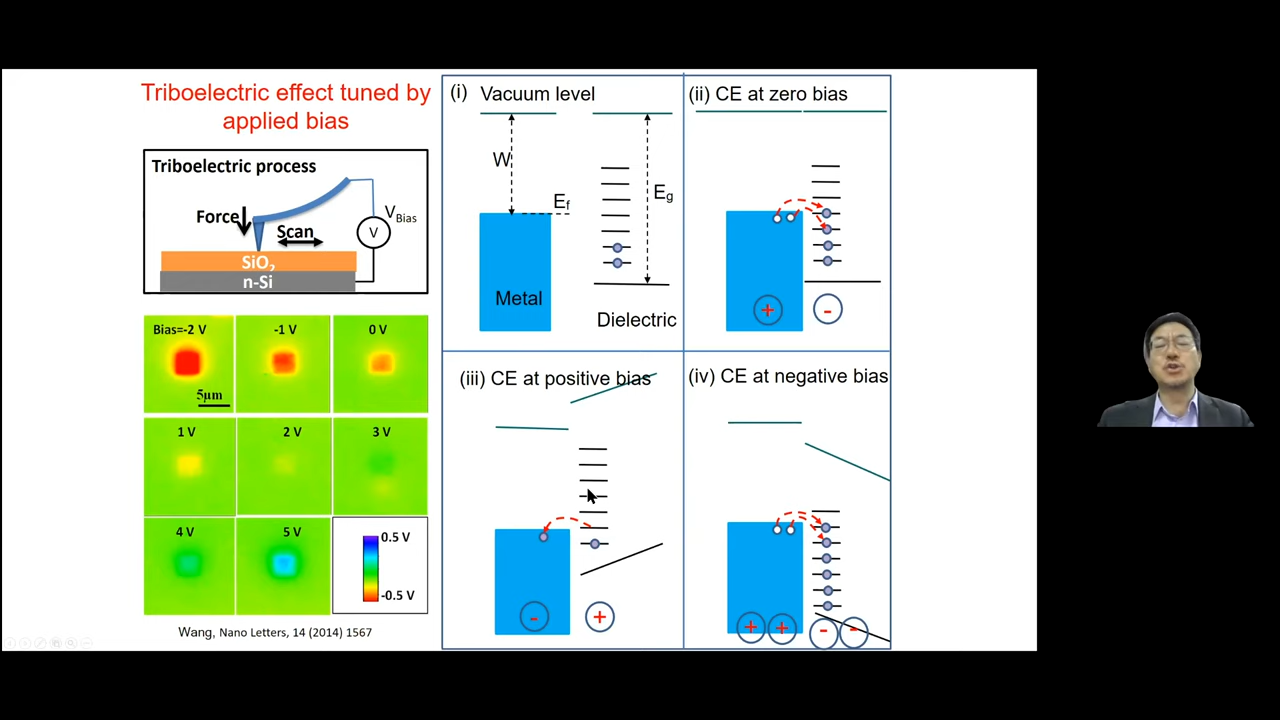 Triboelectric effect tuned by
applied bias
Triboelectric process
Force
Scan
VBias
V
SiO2
n-Si
Bias=-2 V
-1 V
0 V
5μm
1 V
2 V
3 V
4 V
5 V
0.5 V
-0.5 V
Wang, Nano Letters, 14 (2014) 1567
(i) Vacuum level
W
Ef
Eg
Metal
Dielectric
(ii) CE at zero bias
+
-
(iii) CE at positive bias
-
+
(iv) CE at negative bias
+ +
- -